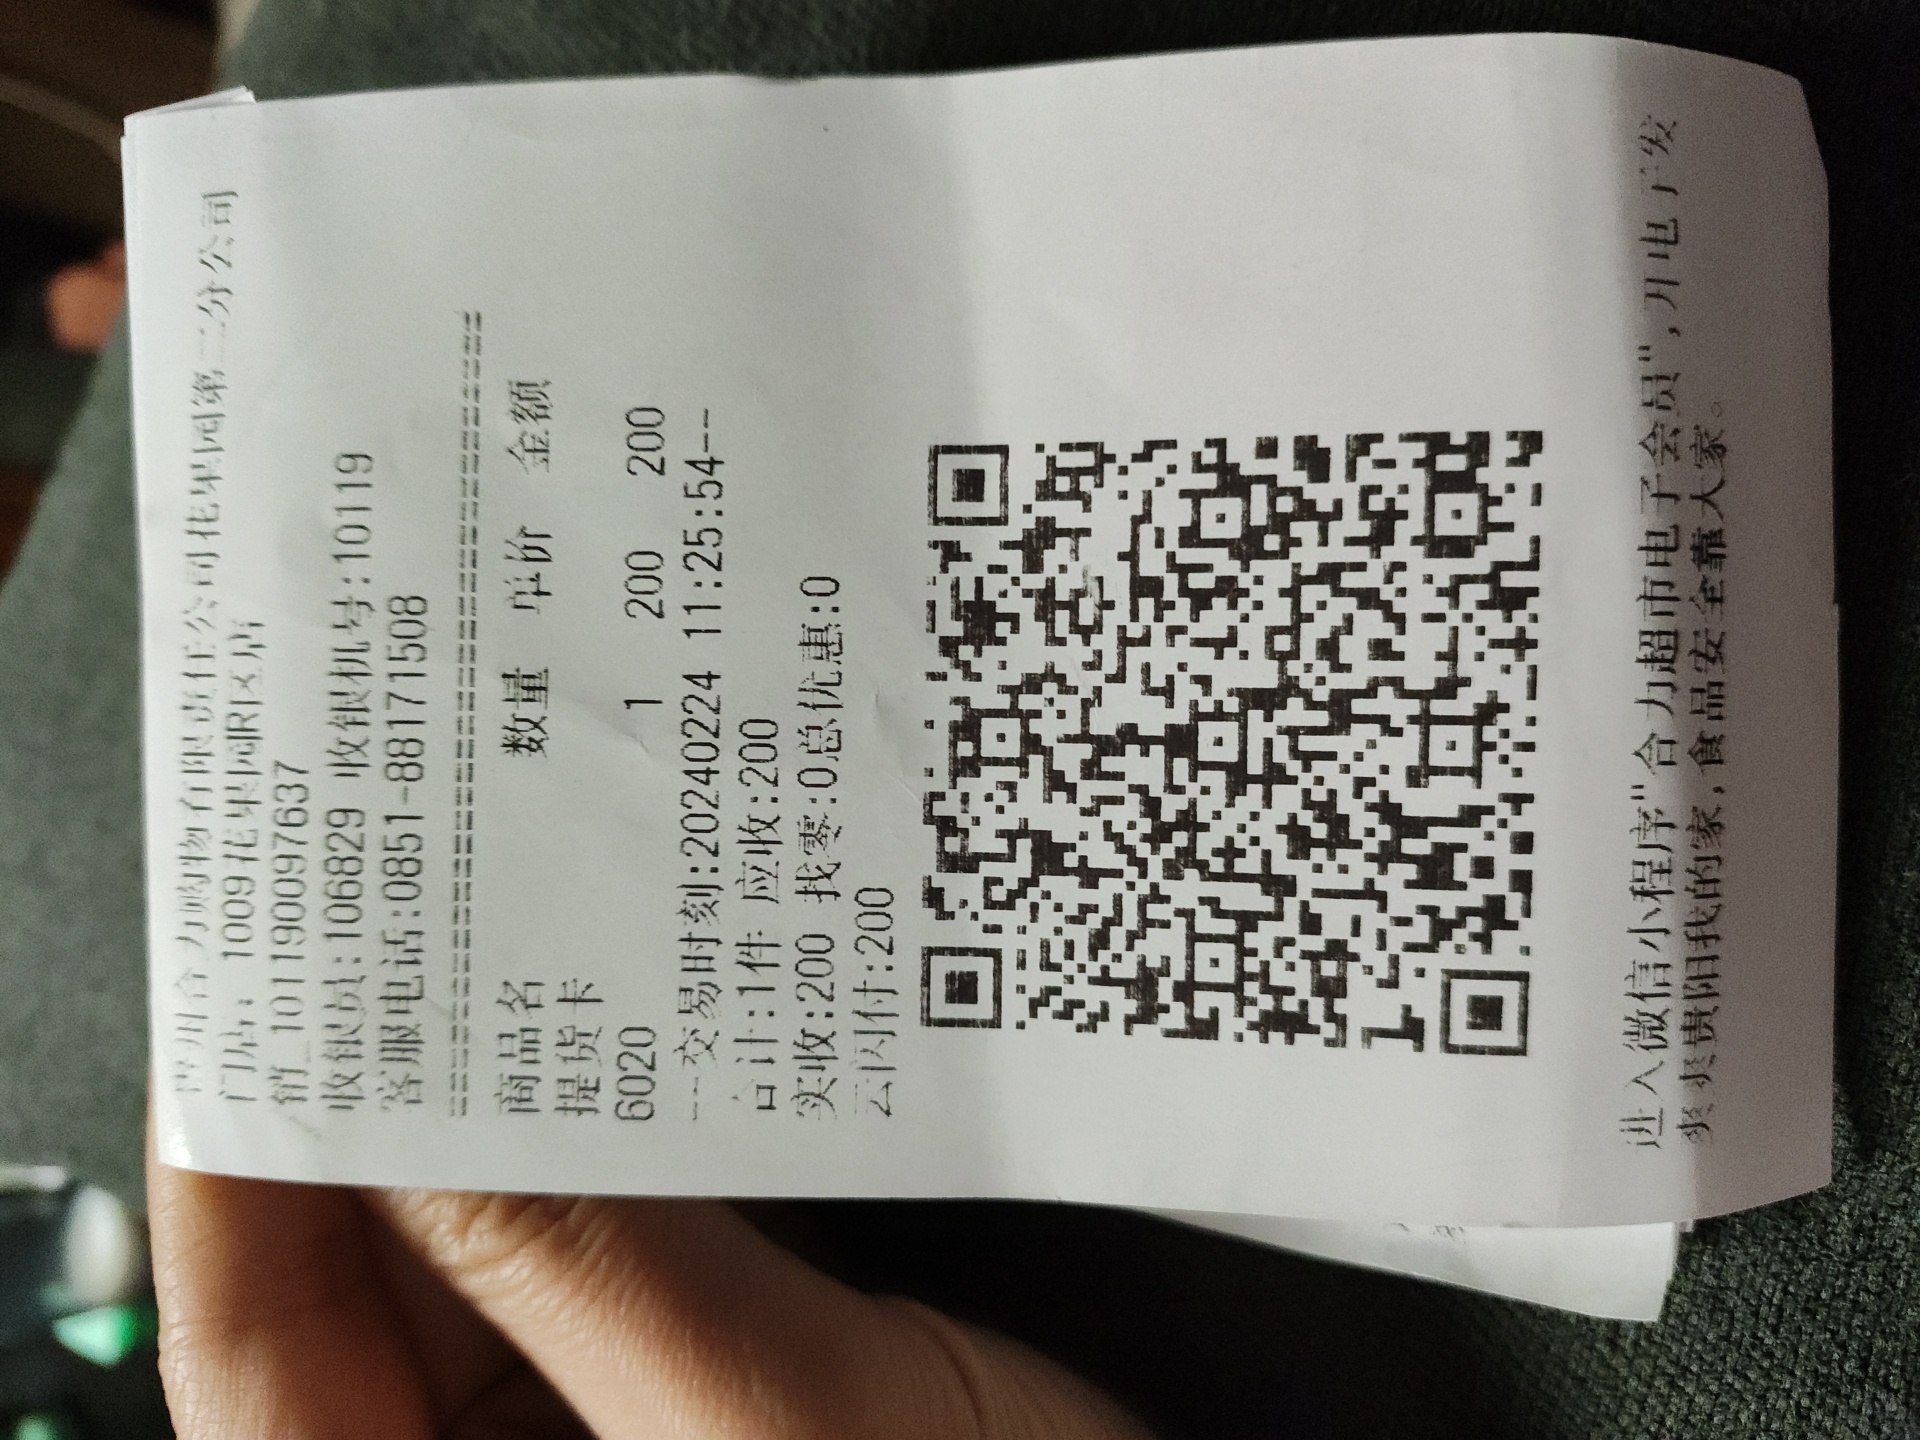 贵州合力购物有限责任公司花果园第二分公司
门店: 1009花果园R区店
销_101190097637
收银员:106829 收银机号:10119
客服电话:0851-88171508
========================================
商品名 数量 单价 金额
提货卡
6020 1 200 200
--交易时刻:20240224 11:25:54--
合计:1件 应收:200
实收:200 找零:0总优惠:0
云闪付:200
进入微信小程序"合力超市电子会员",开电子发
爽爽贵阳我的家,食品安全靠大家。